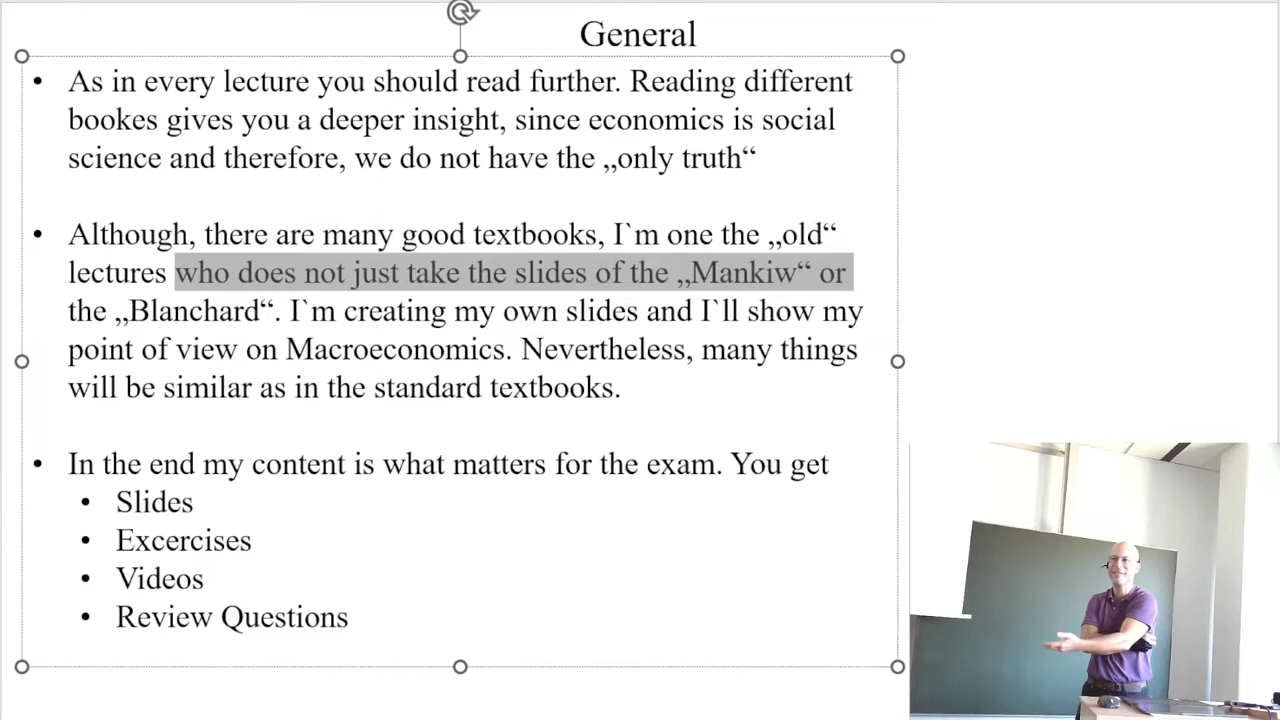 General
• As in every lecture you should read further. Reading different
bookes gives you a deeper insight, since economics is social
science and therefore, we do not have the „only truth“
• Although, there are many good textbooks, I`m one the „old“
lectures who does not just take the slides of the „Mankiw“ or
the „Blanchard“. I`m creating my own slides and I`ll show my
point of view on Macroeconomics. Nevertheless, many things
will be similar as in the standard textbooks.
• In the end my content is what matters for the exam. You get
• Slides
• Excercises
• Videos
• Review Questions